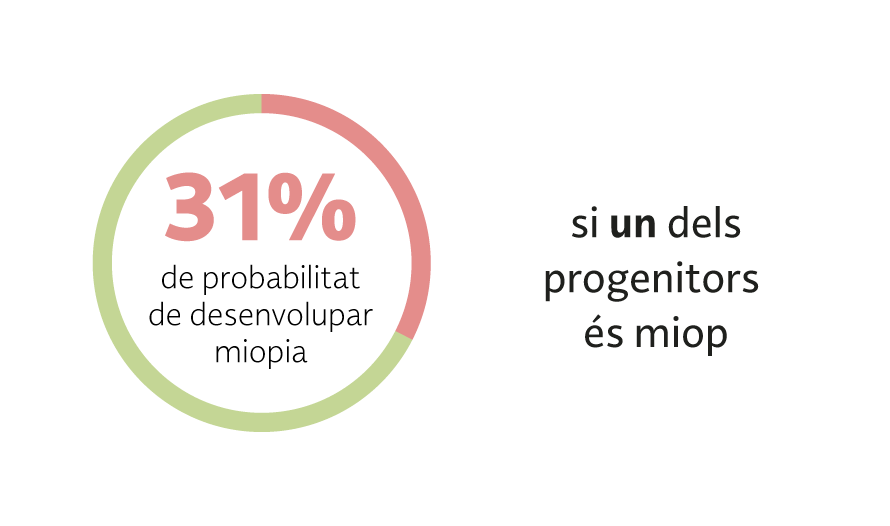 31%
de probabilitat
de desenvolupar
miopia
si un dels
progenitors
és miop